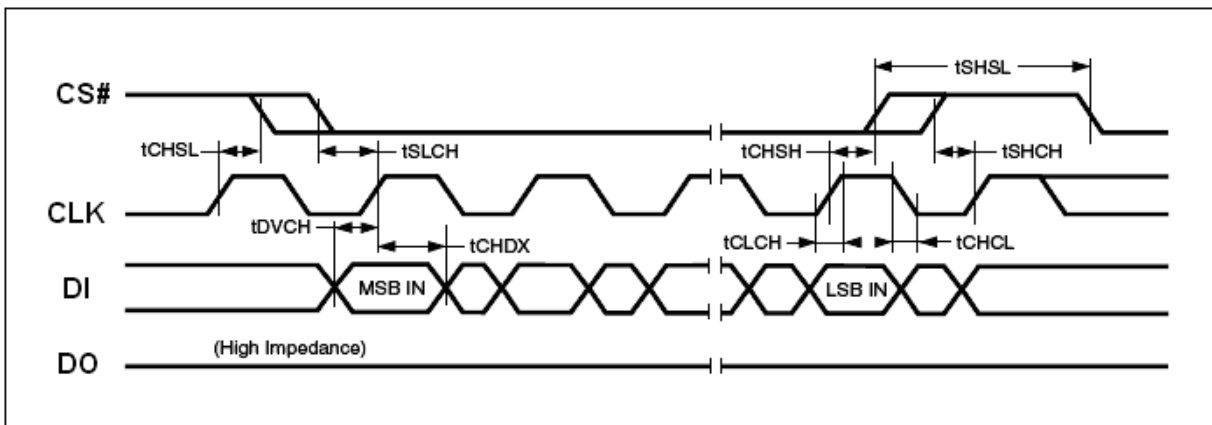 tSHSL
CS#
tCHSL
tSLCH
tCHSH
tSHCH
CLK
tDVCH
tCHDX
tCLCH
tCHCL
DI
MSB IN
LSB IN
(High Impedance)
DO